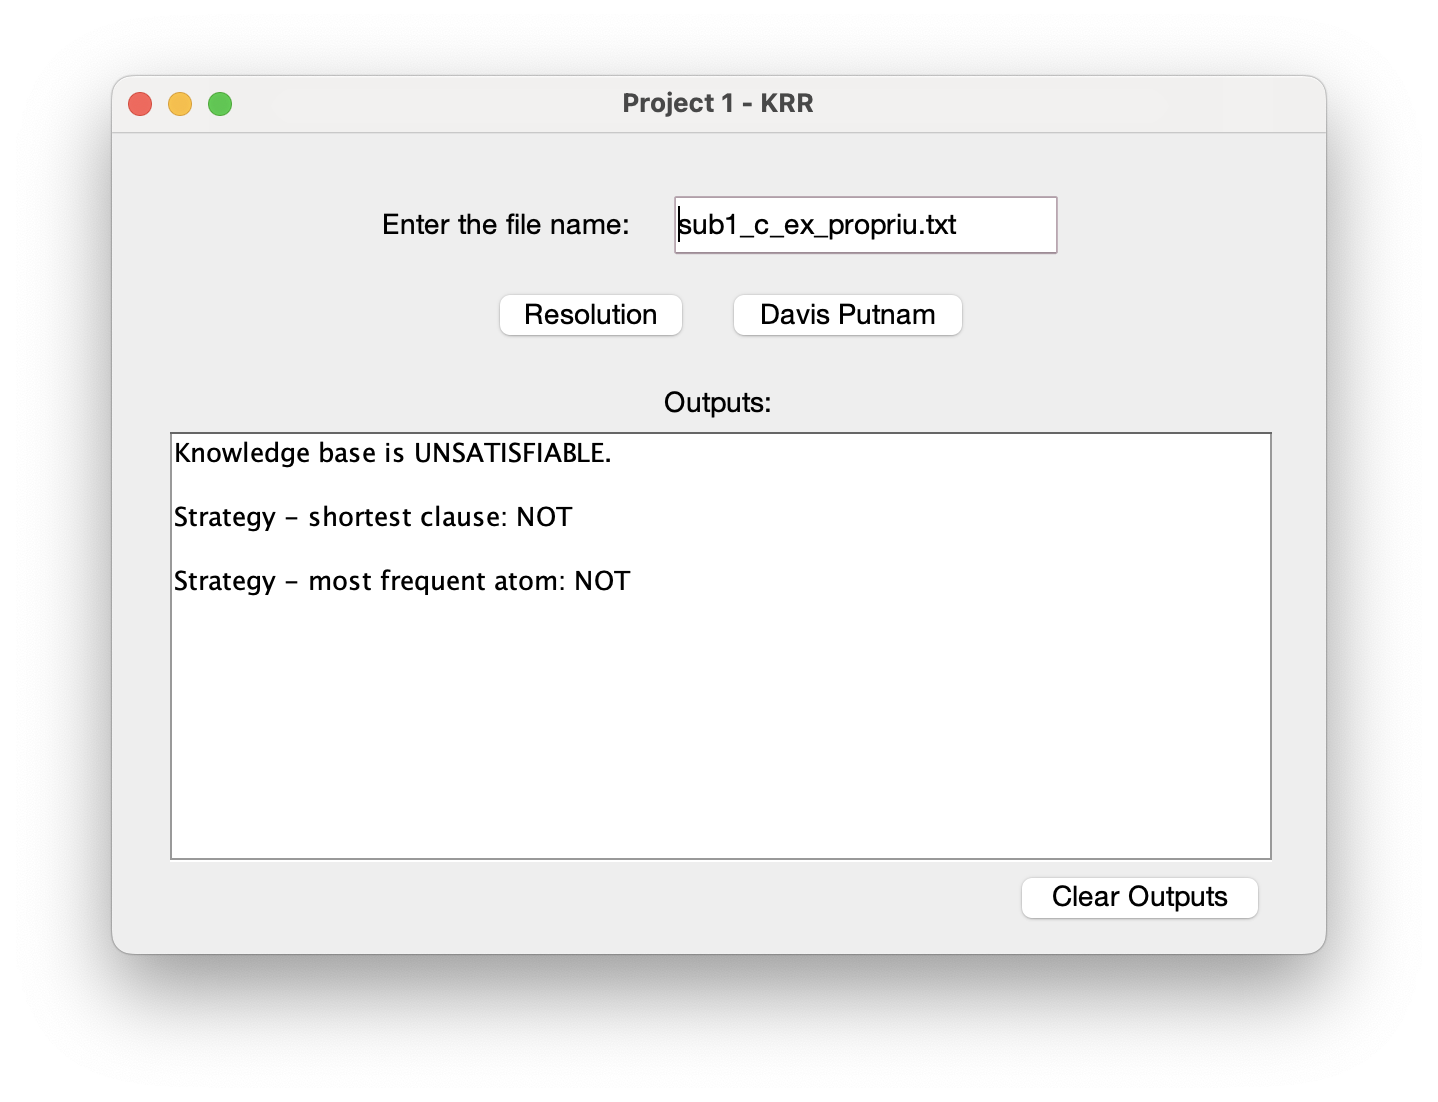 Project 1 - KRR
Enter the file name: sub1_c_ex_propriu.txt
Resolution Davis Putnam
Outputs:
Knowledge base is UNSATISFIABLE.
Strategy - shortest clause: NOT
Strategy - most frequent atom: NOT
Clear Outputs